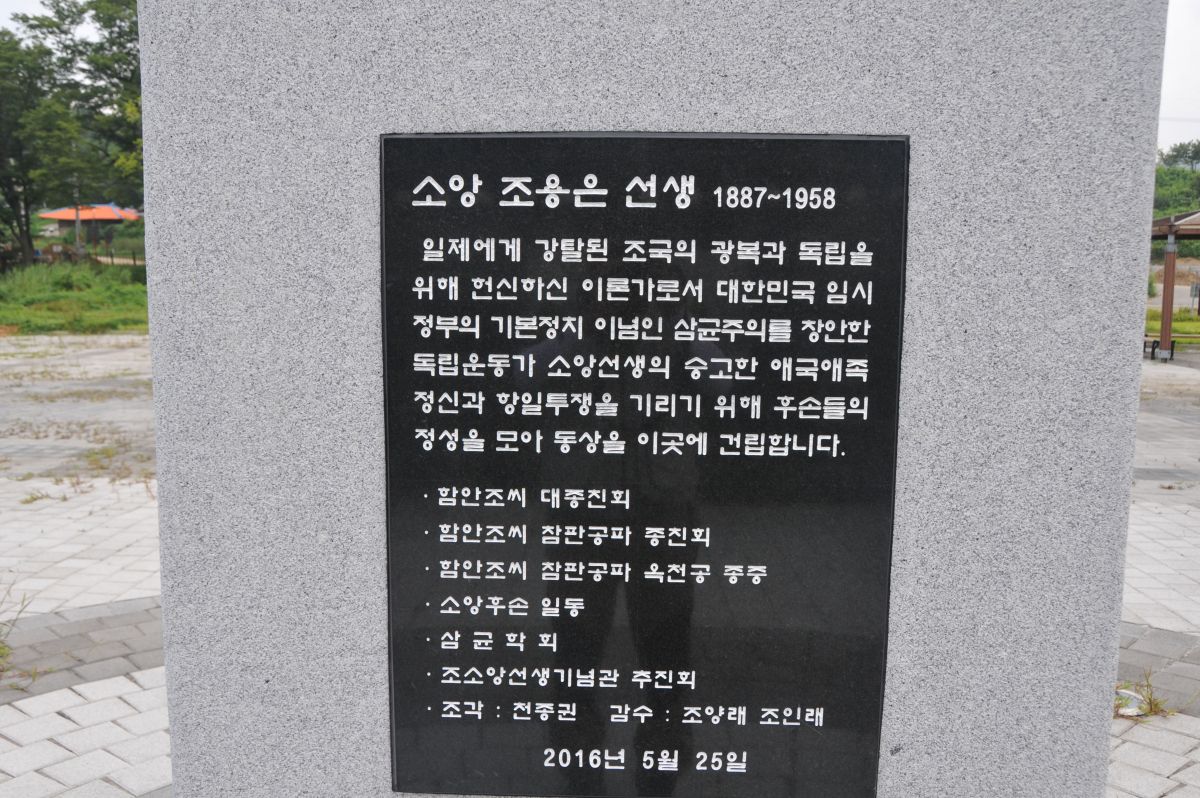 소앙 조용은 선생 1887~1958
일제에게 강탈된 조국의 광복과 독립을
위해 헌신하신 이론가로서 대한민국 임시
정부의 기본정치 이념인 삼균주의를 창안한
독립운동가 소앙선생의 숭고한 애국애족
정신과 항일투쟁을 기리기 위해 후손들의
정성을 모아 동상을 이곳에 건립합니다.
· 함안조씨 대종친회
· 함안조씨 참판공파 종친회
· 함안조씨 참판공파 옥천공 종중
· 소앙후손 일동
· 삼 균 학 회
· 조소앙선생기념관 추진회
· 조각 : 천종권 감수 : 조양래 조인래
2016년 5월 25일